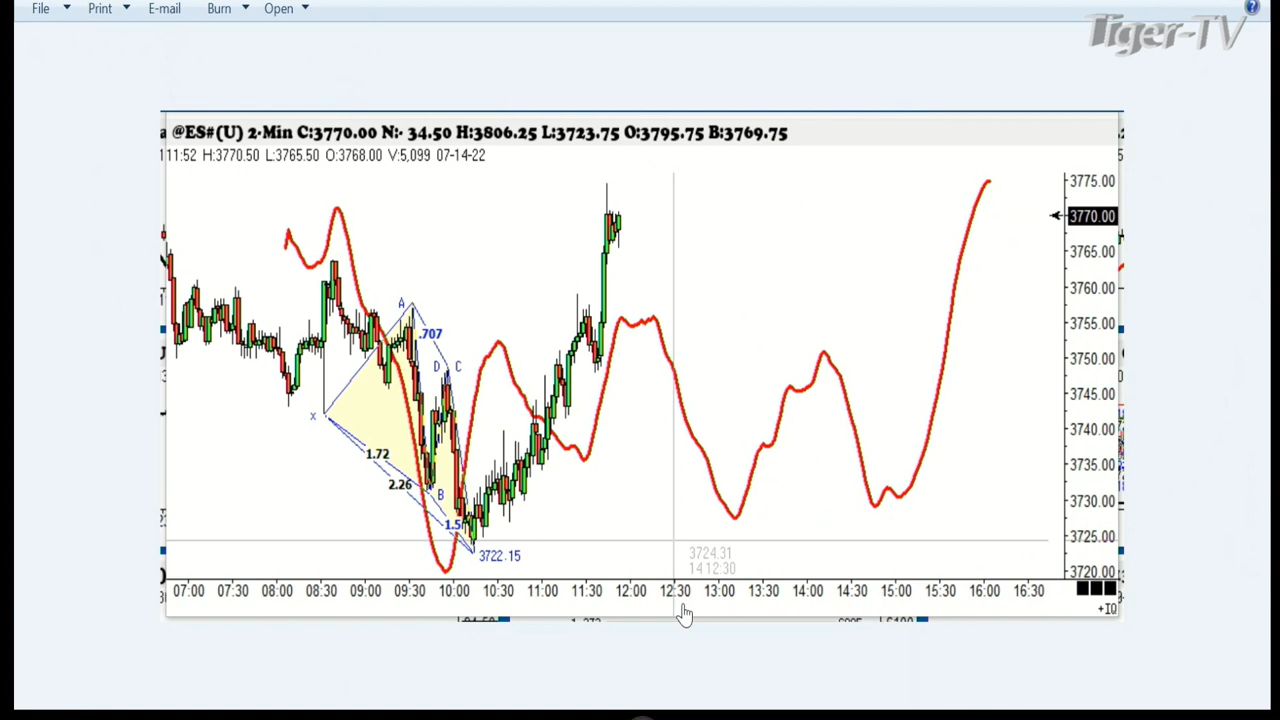 File Print E-mail Burn Open
Tiger-TV
@ES#(U) 2-Min C:3770.00 N:- 34.50 H:3806.25 L:3723.75 O:3795.75 B:3769.75
111:52 H:3770.50 L:3765.50 O:3768.00 V:5,099 07-14-22
3775.00
3770.00
3765.00
3760.00
3755.00
3750.00
3745.00
3740.00
3735.00
3730.00
3725.00
3720.00
A
.707
D C
X
1.72
2.26
B
1.5
3722.15
3724.31
14 12:30
07:00 07:30 08:00 08:30 09:00 09:30 10:00 10:30 11:00 11:30 12:00 12:30 13:00 13:30 14:00 14:30 15:00 15:30 16:00 16:30
+IQ